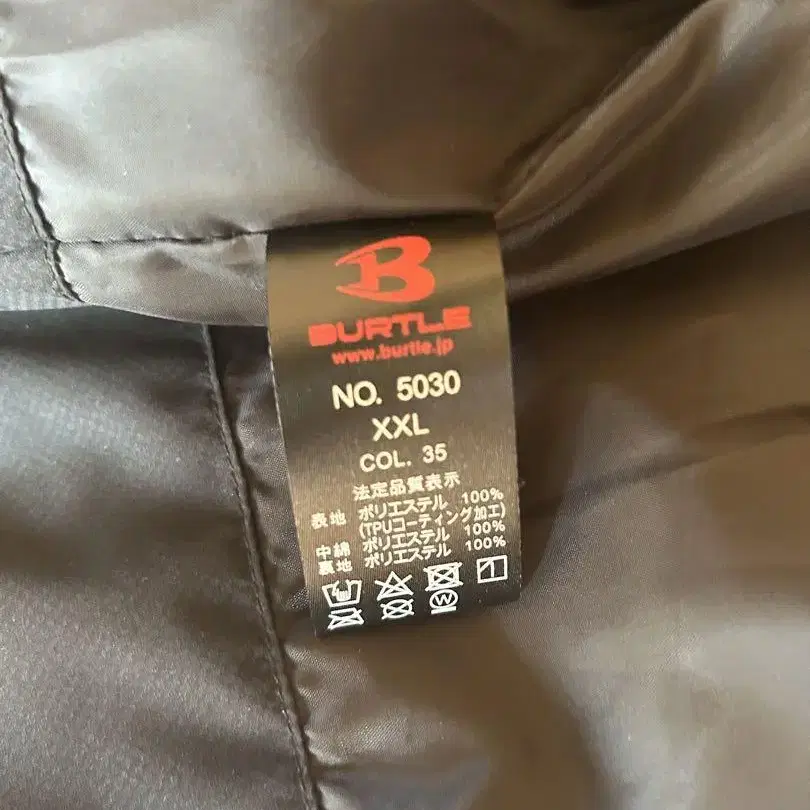 B
BURTLE
www.burtle.jp
NO. 5030
XXL
COL. 35
法定品質表示
表地 ポリエステル 100%
(TPUコーティング加工)
中綿 ポリエステル 100%
裏地 ポリエステル 100%
W